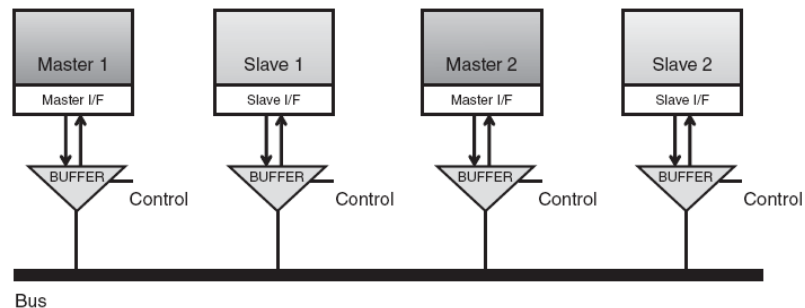 Master 1
Slave 1
Master 2
Slave 2
Master I/F
Slave I/F
Master I/F
Slave I/F
BUFFER
BUFFER
BUFFER
BUFFER
Control
Control
Control
Control
Bus